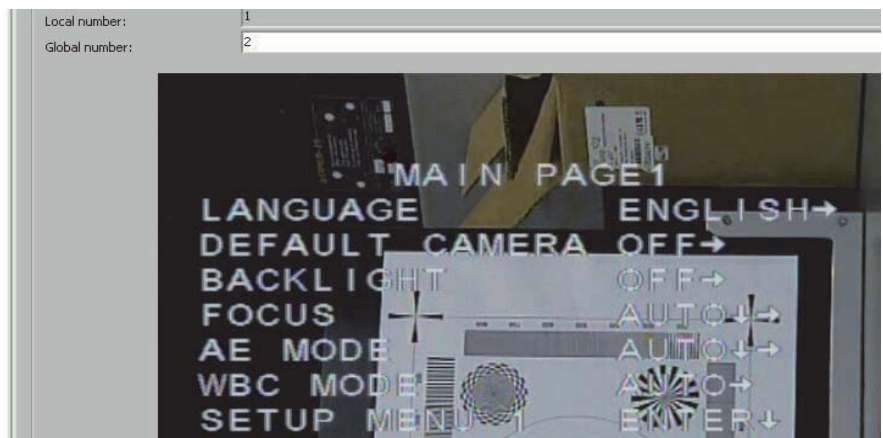 Local number: 1
Global number: 2
MAIN PAGE1
LANGUAGE ENGLISH→
DEFAULT CAMERA OFF→
BACKLIGHT OFF→
FOCUS AUTO↓→
AE MODE AUTO↓→
WBC MODE AUTO→
SETUP MENU 1 ENTER↓